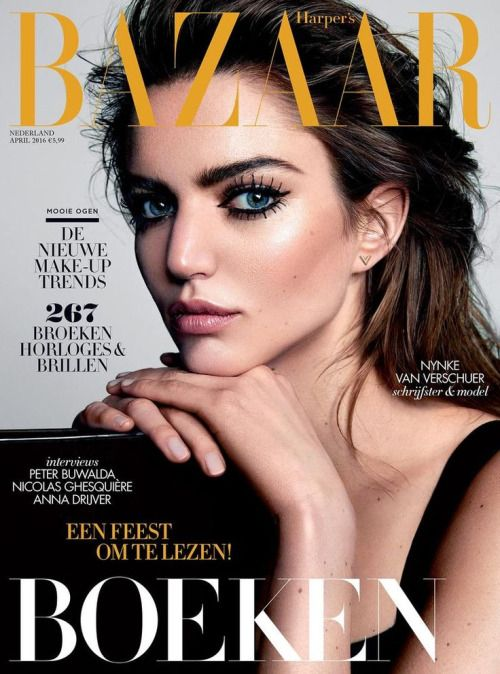 Harper's
BAZAAR
NEDERLAND
APRIL 2016 €5,99
MOOIE OGEN
DE
NIEUWE
MAKE-UP
TRENDS
267
BROEKEN
HORLOGES &
BRILLEN
NYNKE
VAN VERSCHUER
schrijfster & model
interviews
PETER BUWALDA,
NICOLAS GHESQUIÈRE
ANNA DRIJVER
EEN FEEST
OM TE LEZEN!
BOEKEN